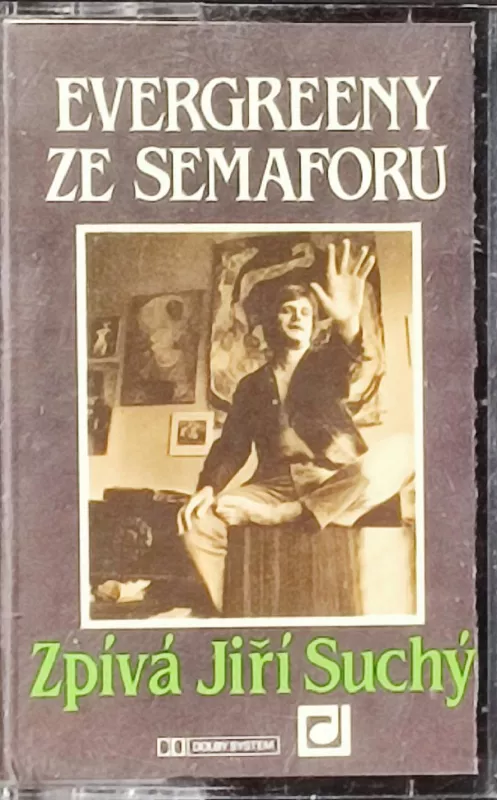 EVERGREENY
ZE SEMAFORU
Zpívá Jiří Suchý
DOLBY SYSTEM